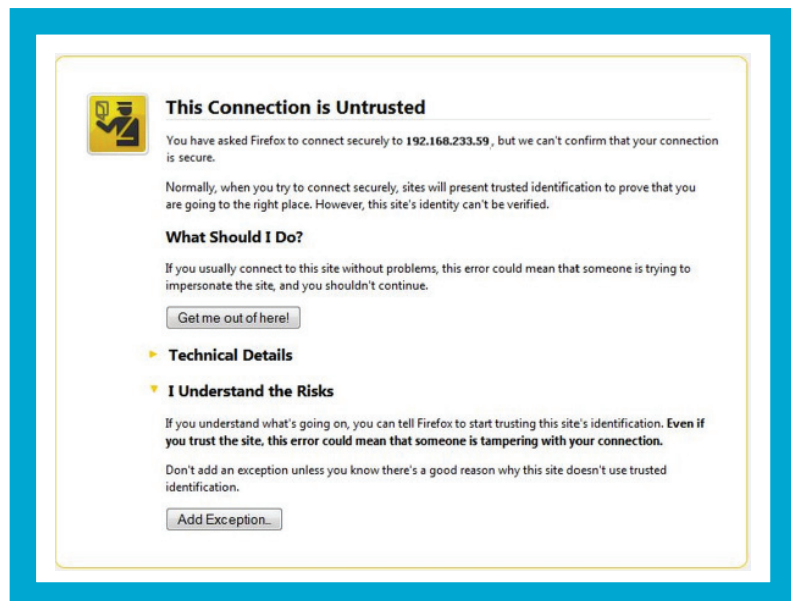 This Connection is Untrusted
You have asked Firefox to connect securely to 192.168.233.59, but we can't confirm that your connection
is secure.
Normally, when you try to connect securely, sites will present trusted identification to prove that you
are going to the right place. However, this site's identity can't be verified.
What Should I Do?
If you usually connect to this site without problems, this error could mean that someone is trying to
impersonate the site, and you shouldn't continue.
Get me out of here!
Technical Details
I Understand the Risks
If you understand what's going on, you can tell Firefox to start trusting this site's identification. Even if
you trust the site, this error could mean that someone is tampering with your connection.
Don't add an exception unless you know there's a good reason why this site doesn't use trusted
identification.
Add Exception...